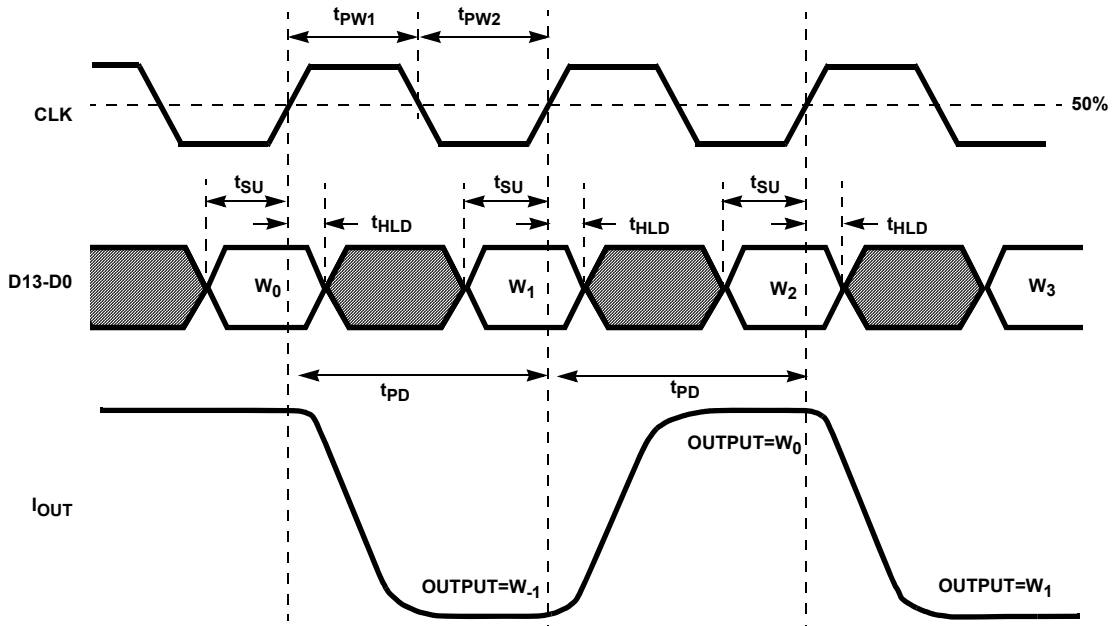 tPW1 tPW2
CLK
50%
tSU tSU tSU
tHLD tHLD tHLD
D13-D0
W0 W1 W2 W3
tPD tPD
OUTPUT=W0
IOUT
OUTPUT=W-1 OUTPUT=W1